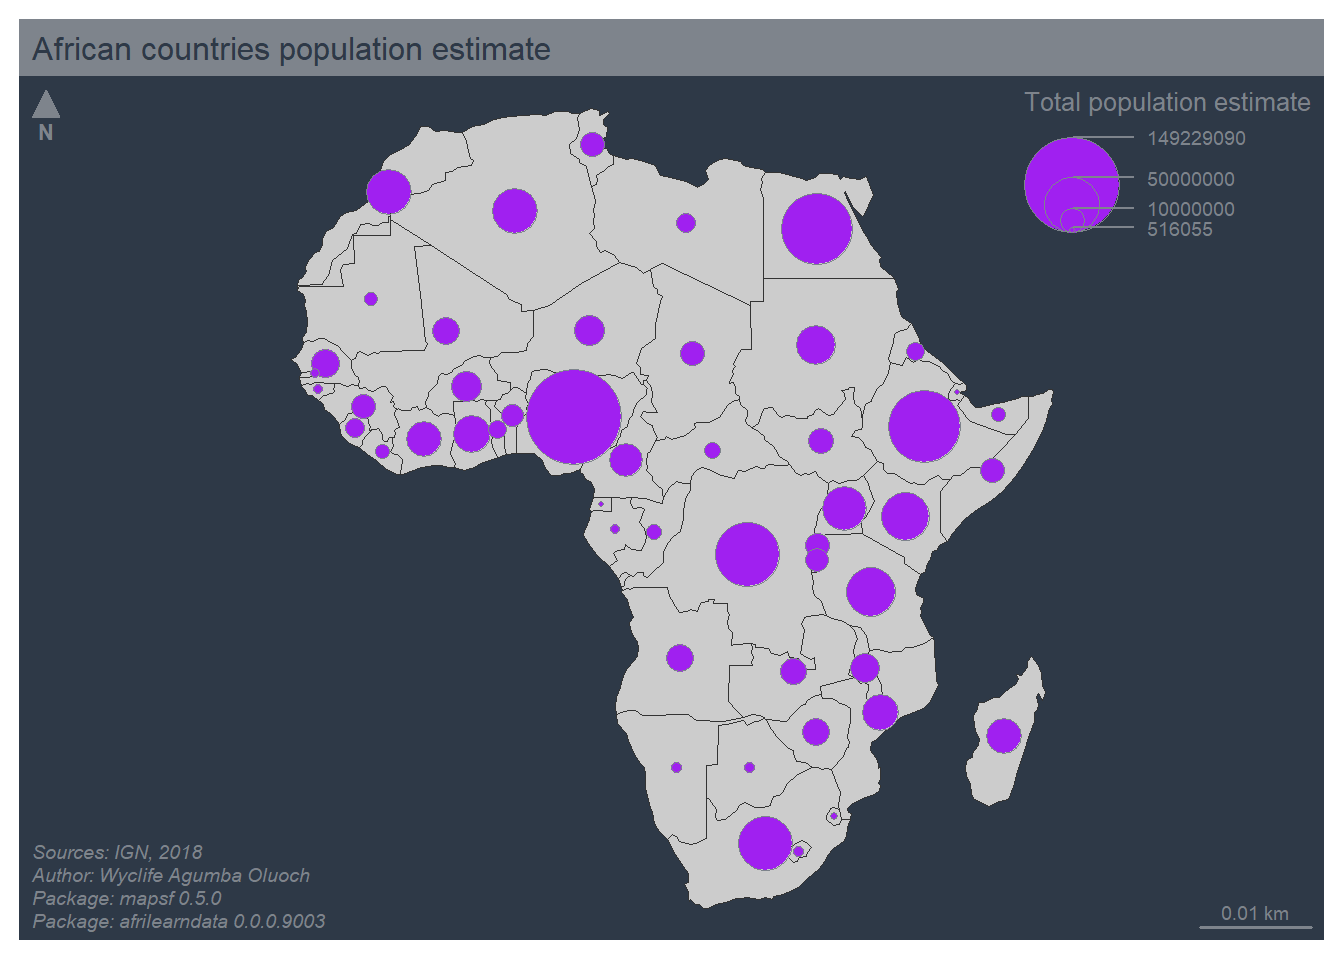 African countries population estimate
N
Total population estimate
149229090
50000000
10000000
516055
Sources: IGN, 2018
Author: Wyclife Agumba Oluoch
Package: mapsf 0.5.0
Package: afrilearndata 0.0.0.9003
0.01 km